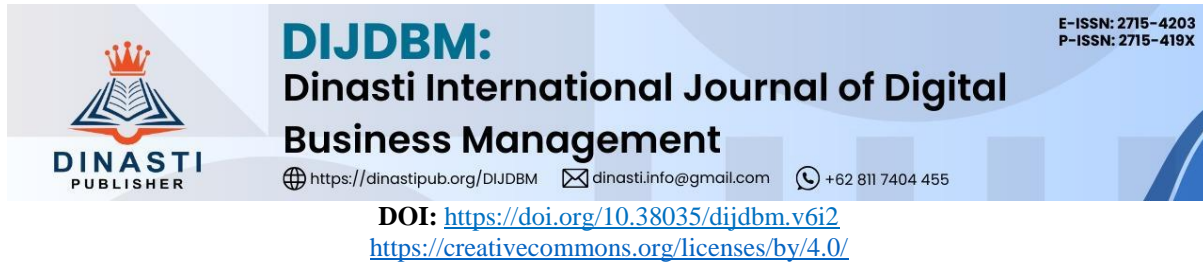 E-ISSN: 2715-4203
P-ISSN: 2715-419X
DIJDBM:
Dinasti International Journal of Digital
Business Management
DINASTI
PUBLISHER
https://dinastipub.org/DIJDBM dinasti.info@gmail.com +62 811 7404 455
DOI: https://doi.org/10.38035/dijdbm.v6i2
https://creativecommons.org/licenses/by/4.0/